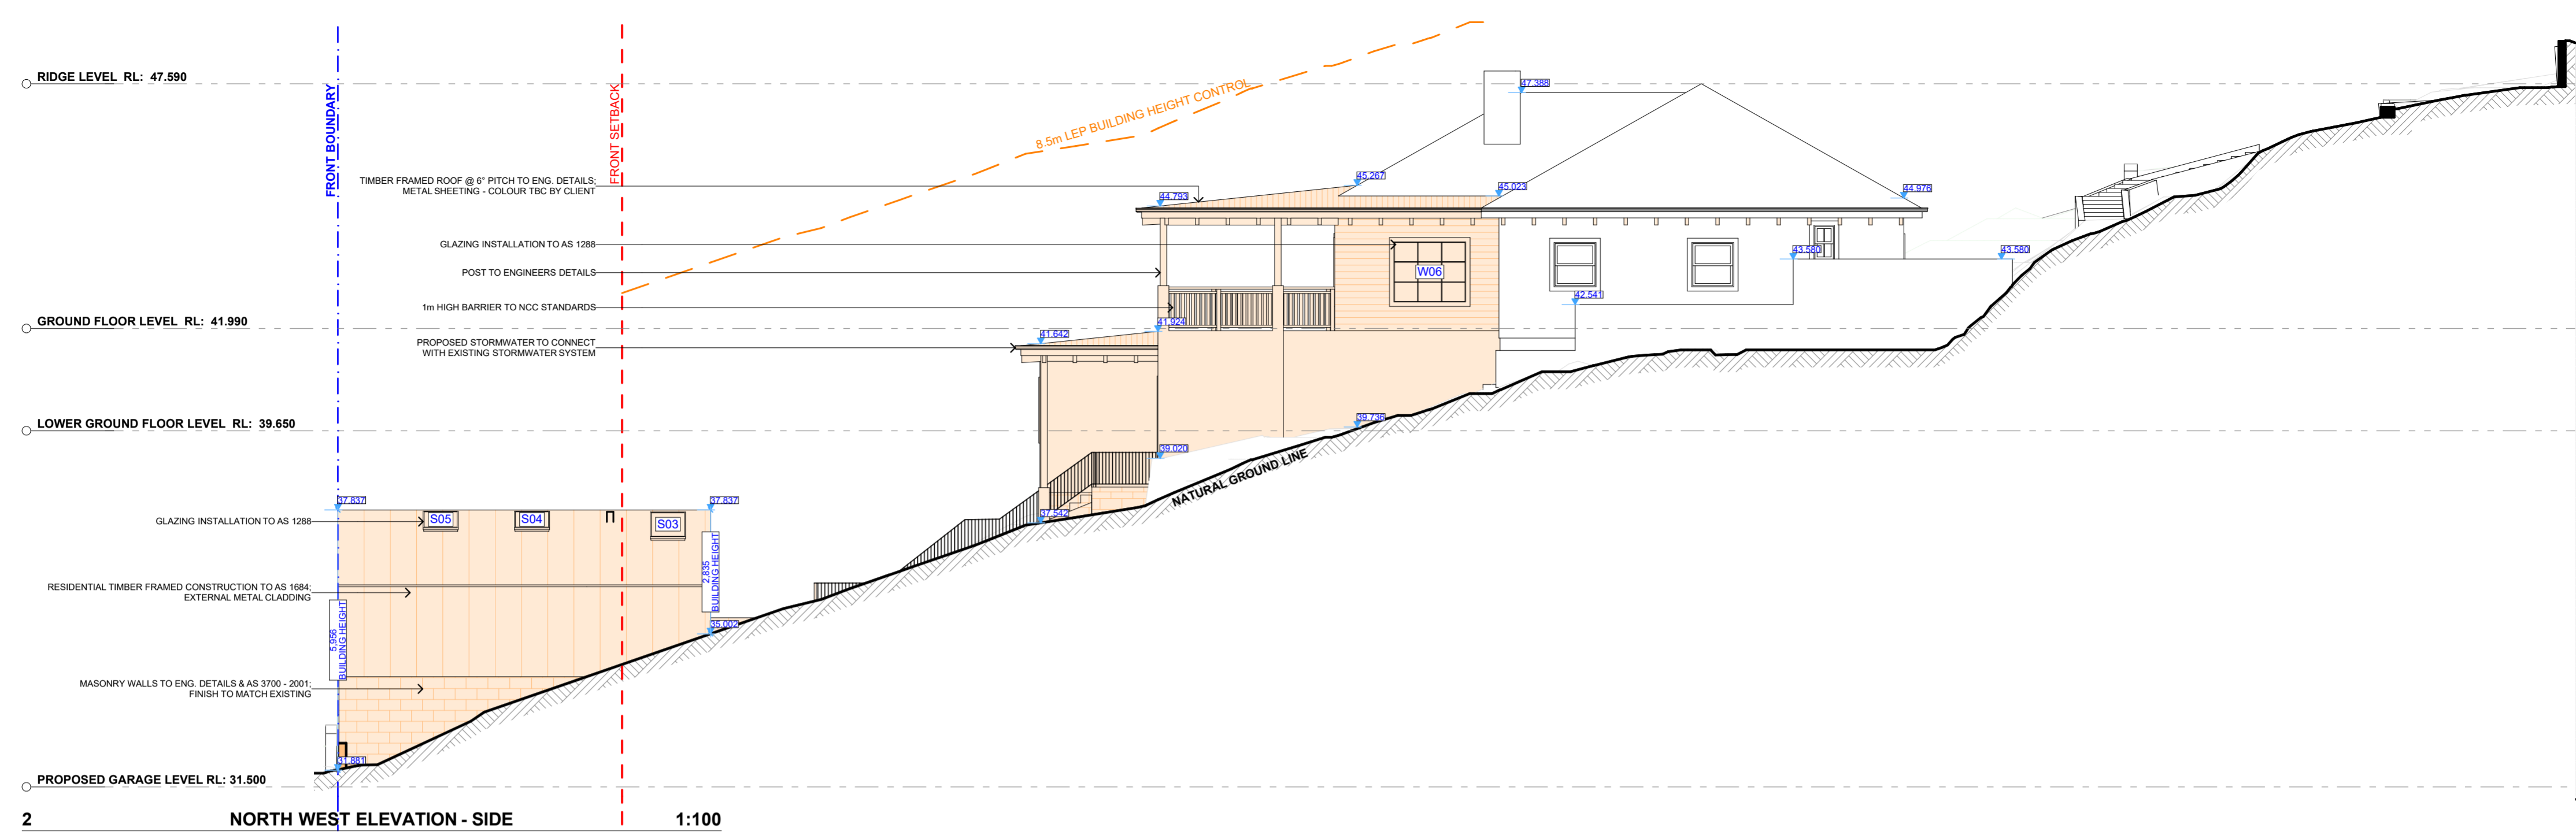 RIDGE LEVEL  RL:  47.590
FRONT BOUNDARY
FRONT SETBACK
8.5m LEP BUILDING HEIGHT CONTROL
47.388
TIMBER FRAMED ROOF @ 6° PITCH TO ENG. DETAILS;
METAL SHEETING - COLOUR TBC BY CLIENT
44.793
45.267
45.023
44.976
GLAZING INSTALLATION TO AS 1288
POST TO ENGINEERS DETAILS
W06
43.580
43.580
42.541
1m HIGH BARRIER TO NCC STANDARDS
GROUND FLOOR LEVEL  RL:  41.990
41.924
41.642
PROPOSED STORMWATER TO CONNECT
WITH EXISTING STORMWATER SYSTEM
LOWER GROUND FLOOR LEVEL  RL:  39.650
39.736
39.020
NATURAL GROUND LINE
37.542
37.837
37.837
GLAZING INSTALLATION TO AS 1288
S05
S04
S03
2,835
BUILDING HEIGHT
RESIDENTIAL TIMBER FRAMED CONSTRUCTION TO AS 1684;
EXTERNAL METAL CLADDING
35.002
5,956
BUILDING HEIGHT
MASONRY WALLS TO ENG. DETAILS & AS 3700 - 2001;
FINISH TO MATCH EXISTING
31.881
PROPOSED GARAGE LEVEL RL: 31.500
2
NORTH WEST ELEVATION - SIDE
1:100